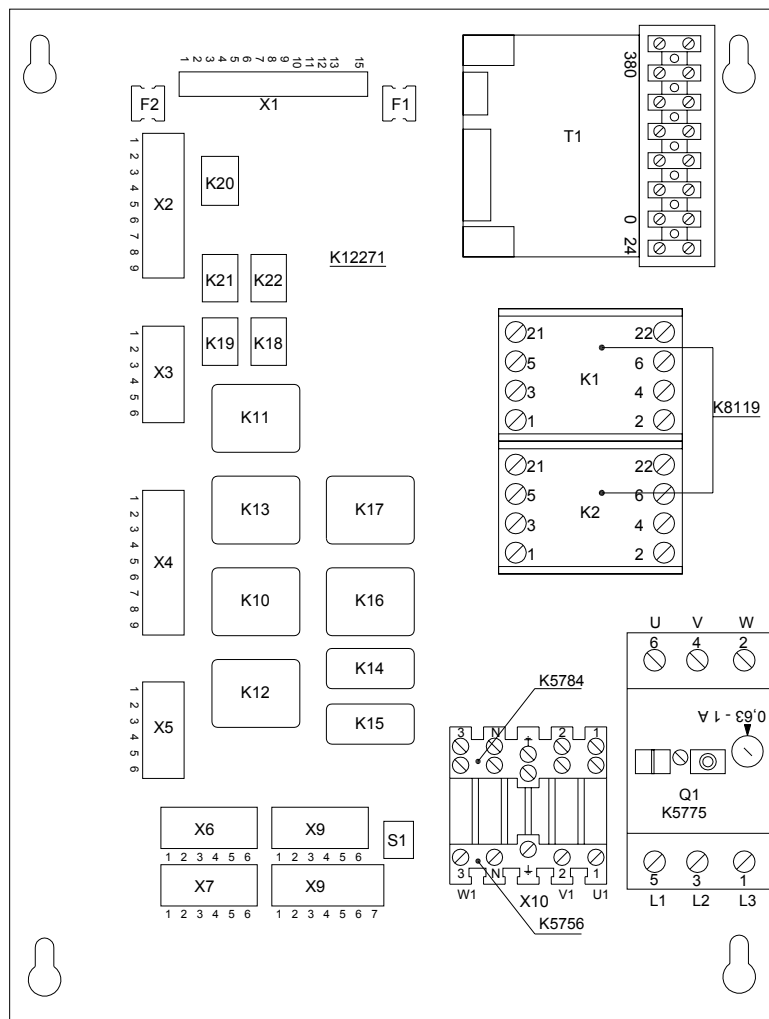 1 2 3 4 5 6 7 8 9 10 11 12 13 15
F2 X1 F1
380
T1
0
24
1 2 3 4 5 6 7 8 9
X2
K20
K12271
K21 K22
K19 K18
1 2 3 4 5 6
X3
K11
21 22
5 6
K1
3 4
1 2
K8119
21 22
5 6
K2
3 4
1 2
K13 K17
1 2 3 4 5 6 7 8 9
X4
K10 K16
K14
K12
K15
1 2 3 4 5 6
X5
U V W
6 4 2
0,63 - 1 A
Q1
K5775
5 3 1
L1 L2 L3
K5784
3 N 2 1
3 N 2 1
W1 X10 V1 U1
K5756
X6 X9
S1
1 2 3 4 5 6 1 2 3 4 5 6
X7 X9
1 2 3 4 5 6 1 2 3 4 5 6 7